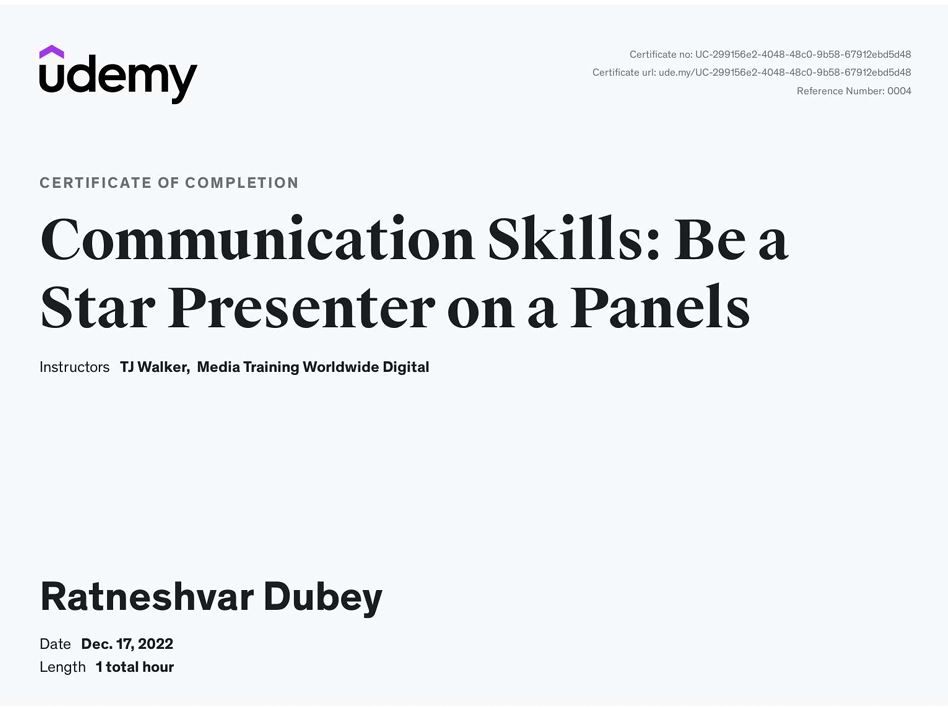 udemy
Certificate no: UC-299156e2-4048-48c0-9b58-67912ebd5d48
Certificate url: ude.my/UC-299156e2-4048-48c0-9b58-67912ebd5d48
Reference Number: 0004
CERTIFICATE OF COMPLETION
Communication Skills: Be a
Star Presenter on a Panels
Instructors TJ Walker, Media Training Worldwide Digital
Ratneshvar Dubey
Date Dec. 17, 2022
Length 1 total hour